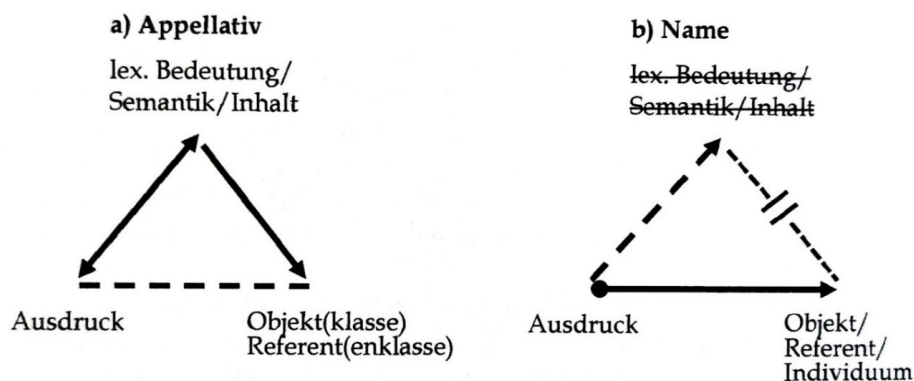 a) Appellativ
lex. Bedeutung/
Semantik/Inhalt
Ausdruck
Objekt(klasse)
Referent(enklasse)
b) Name
lex. Bedeutung/
Semantik/Inhalt
Ausdruck
Objekt/
Referent/
Individuum